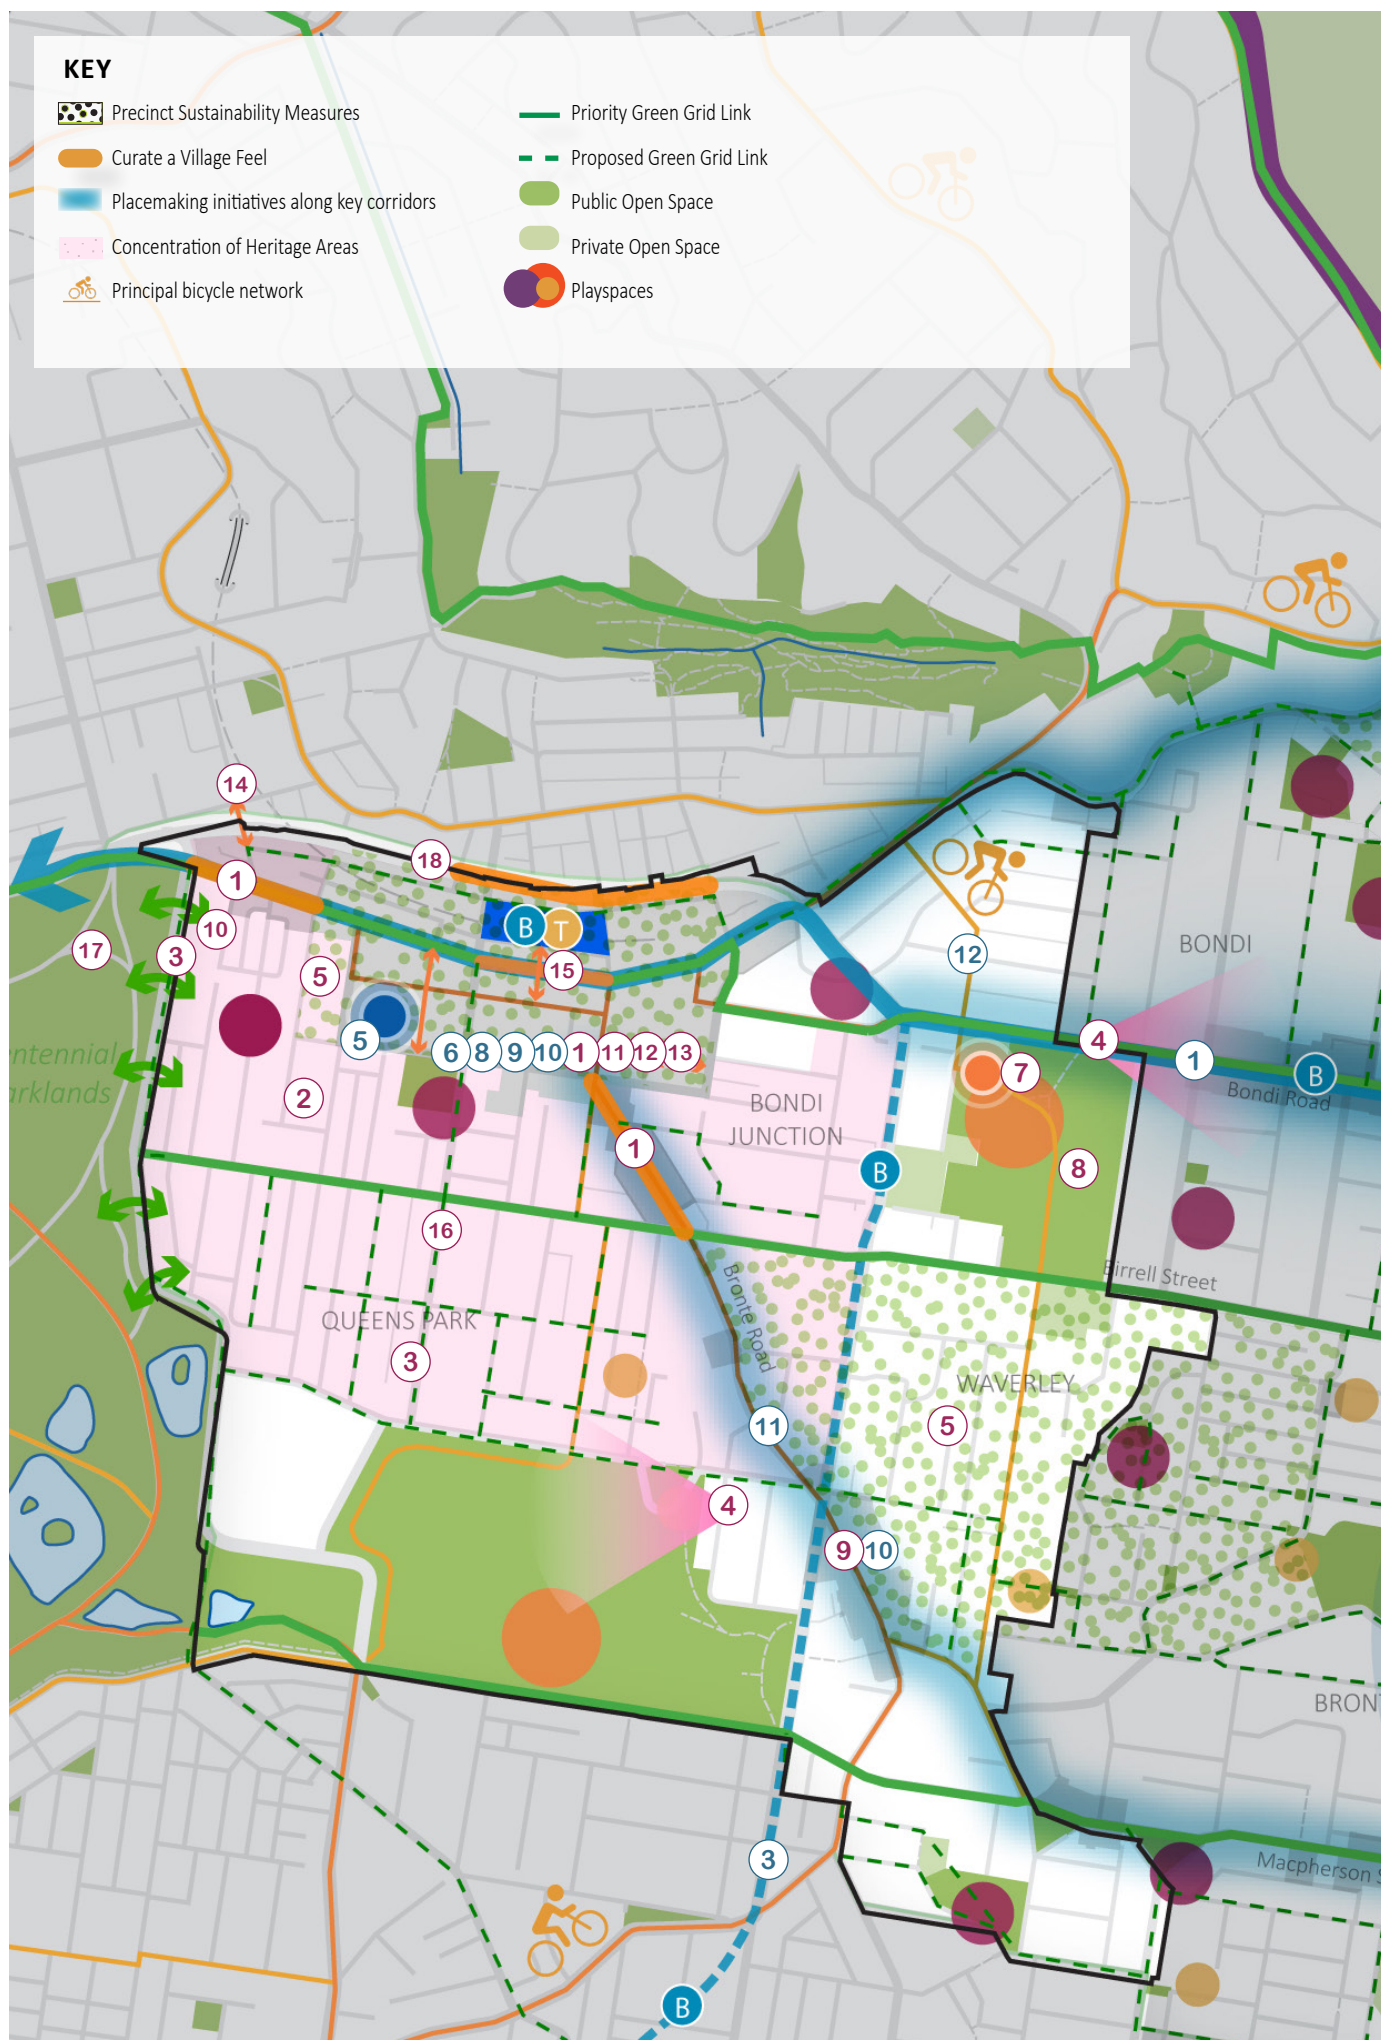 KEY
Precinct Sustainability Measures
Curate a Village Feel
Placemaking initiatives along key corridors
Concentration of Heritage Areas
Principal bicycle network
Priority Green Grid Link
Proposed Green Grid Link
Public Open Space
Private Open Space
Playspaces
14
18
1
10
17
3
5
B T
15
12
BONDI
5
6 8 9 10 1 11 12 13
4
1
B
Bondi Road
7
entennial
arklands
2
BONDI
JUNCTION
1
B
8
16
Birrell Street
Bronte Road
QUEENS PARK
3
WAVERLEY
11
5
4
9 10
BRON
3
Macpherson S
B